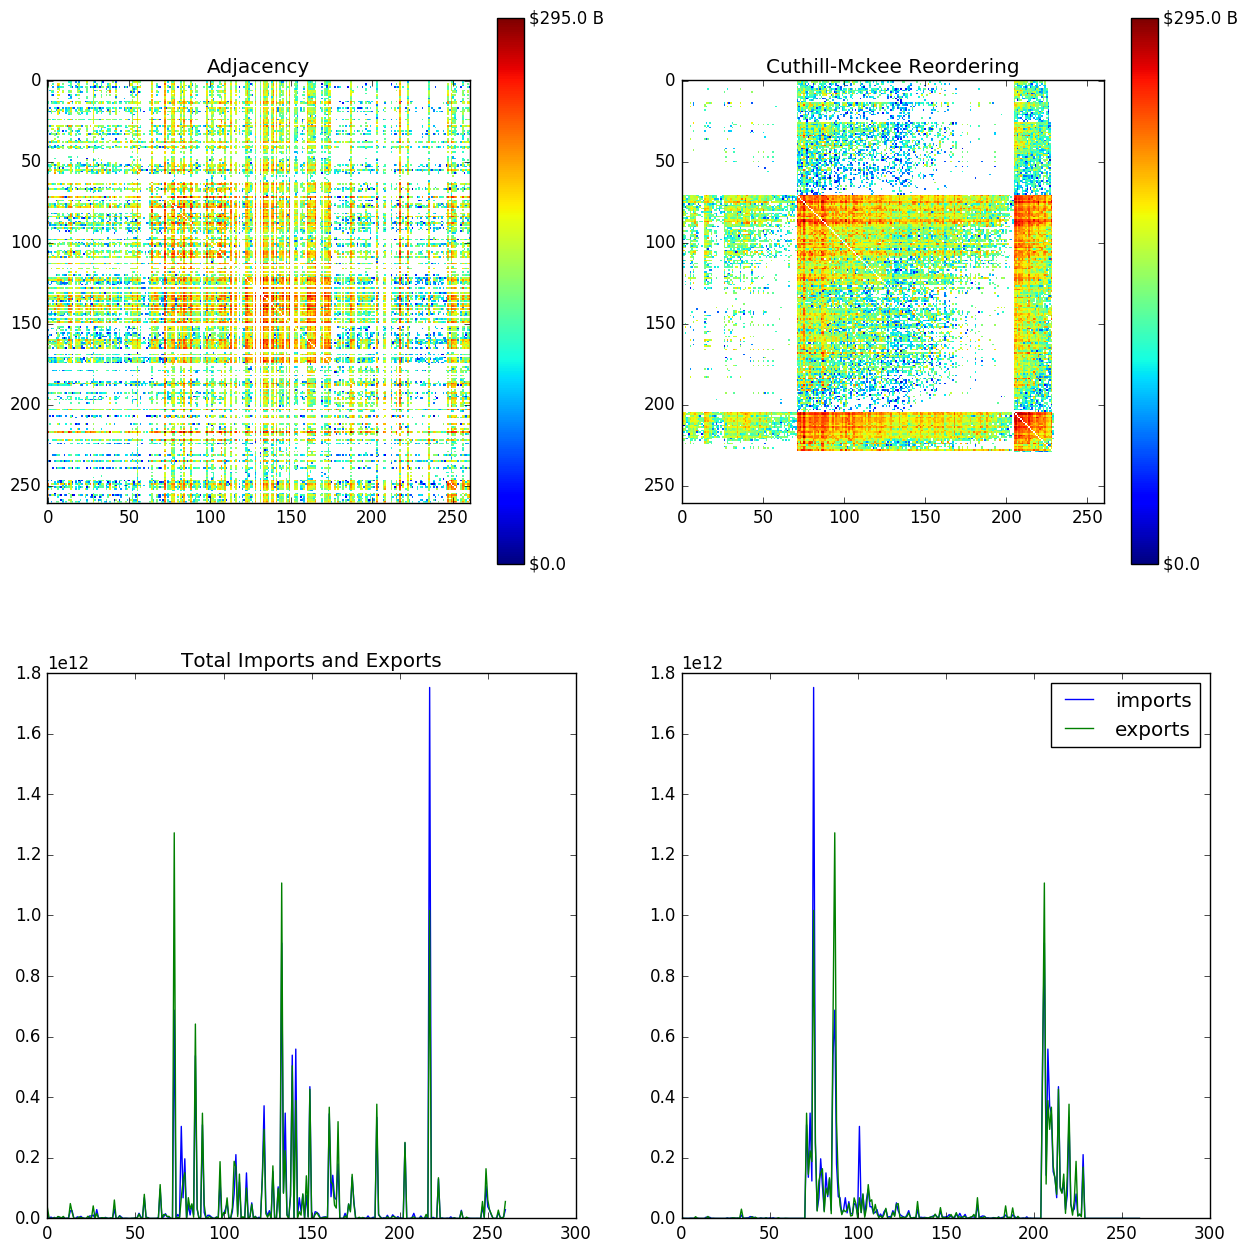 $295.0 B
$295.0 B
Adjacency
Cuthill-Mckee Reordering
0
50
100
150
200
250
0 50 100 150 200 250
$0.0
0
50
100
150
200
250
0 50 100 150 200 250
$0.0
1e12
Total Imports and Exports
1.8
1.6
1.4
1.2
1.0
0.8
0.6
0.4
0.2
0.0
0 50 100 150 200 250 300
1e12
1.8
1.6
1.4
1.2
1.0
0.8
0.6
0.4
0.2
0.0
0 50 100 150 200 250 300
imports
exports